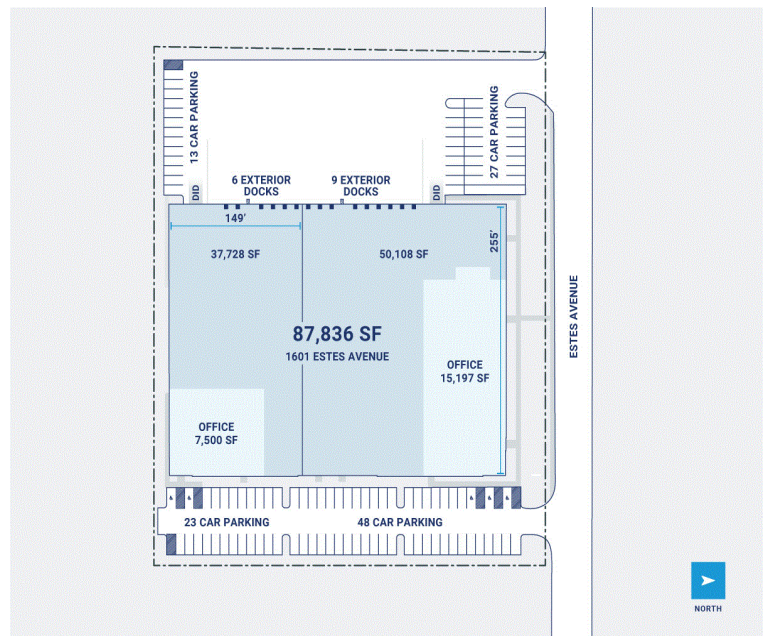 13 CAR PARKING
27 CAR PARKING
6 EXTERIOR
DOCKS
9 EXTERIOR
DOCKS
DID
DID
149'
255'
37,728 SF
50,108 SF
87,836 SF
1601 ESTES AVENUE
ESTES AVENUE
OFFICE
15,197 SF
OFFICE
7,500 SF
23 CAR PARKING
48 CAR PARKING
NORTH